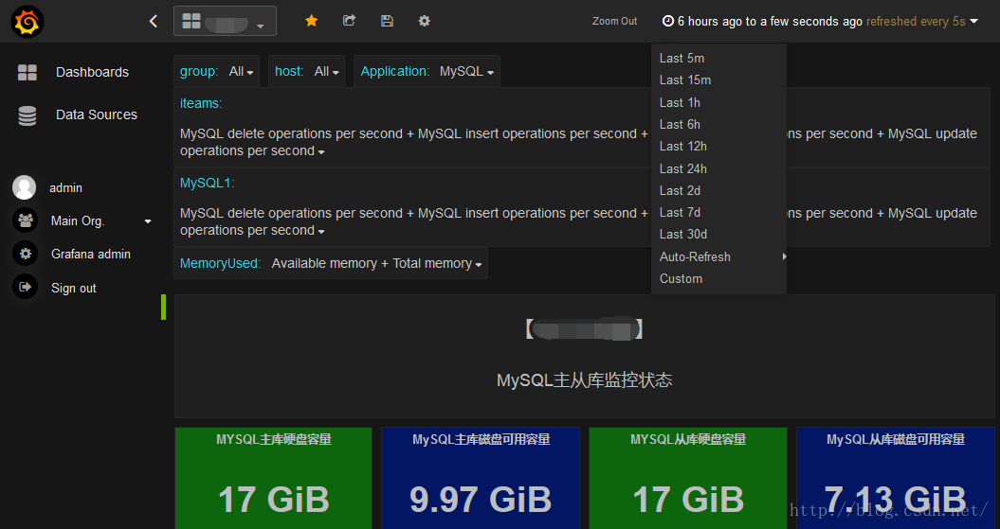 Zoom Out 6 hours ago to a few seconds ago refreshed every 5s
Dashboards
Data Sources
admin
Main Org.
Grafana admin
Sign out
group: All host: All Application: MySQL
iteams:
MySQL delete operations per second + MySQL insert operations per second + ns per second + MySQL update
operations per second
MySQL1:
MySQL delete operations per second + MySQL insert operations per second + ns per second + MySQL update
operations per second
MemoryUsed: Available memory + Total memory
Last 5m
Last 15m
Last 1h
Last 6h
Last 12h
Last 24h
Last 2d
Last 7d
Last 30d
Auto-Refresh
Custom
【 】
MySQL主从库监控状态
MYSQL主库硬盘容量
17 GiB
MySQL主库磁盘可用容量
9.97 GiB
MYSQL从库硬盘容量
17 GiB
MySQL从库磁盘可用容量
7.13 GiB
http://blog.csdn.net/